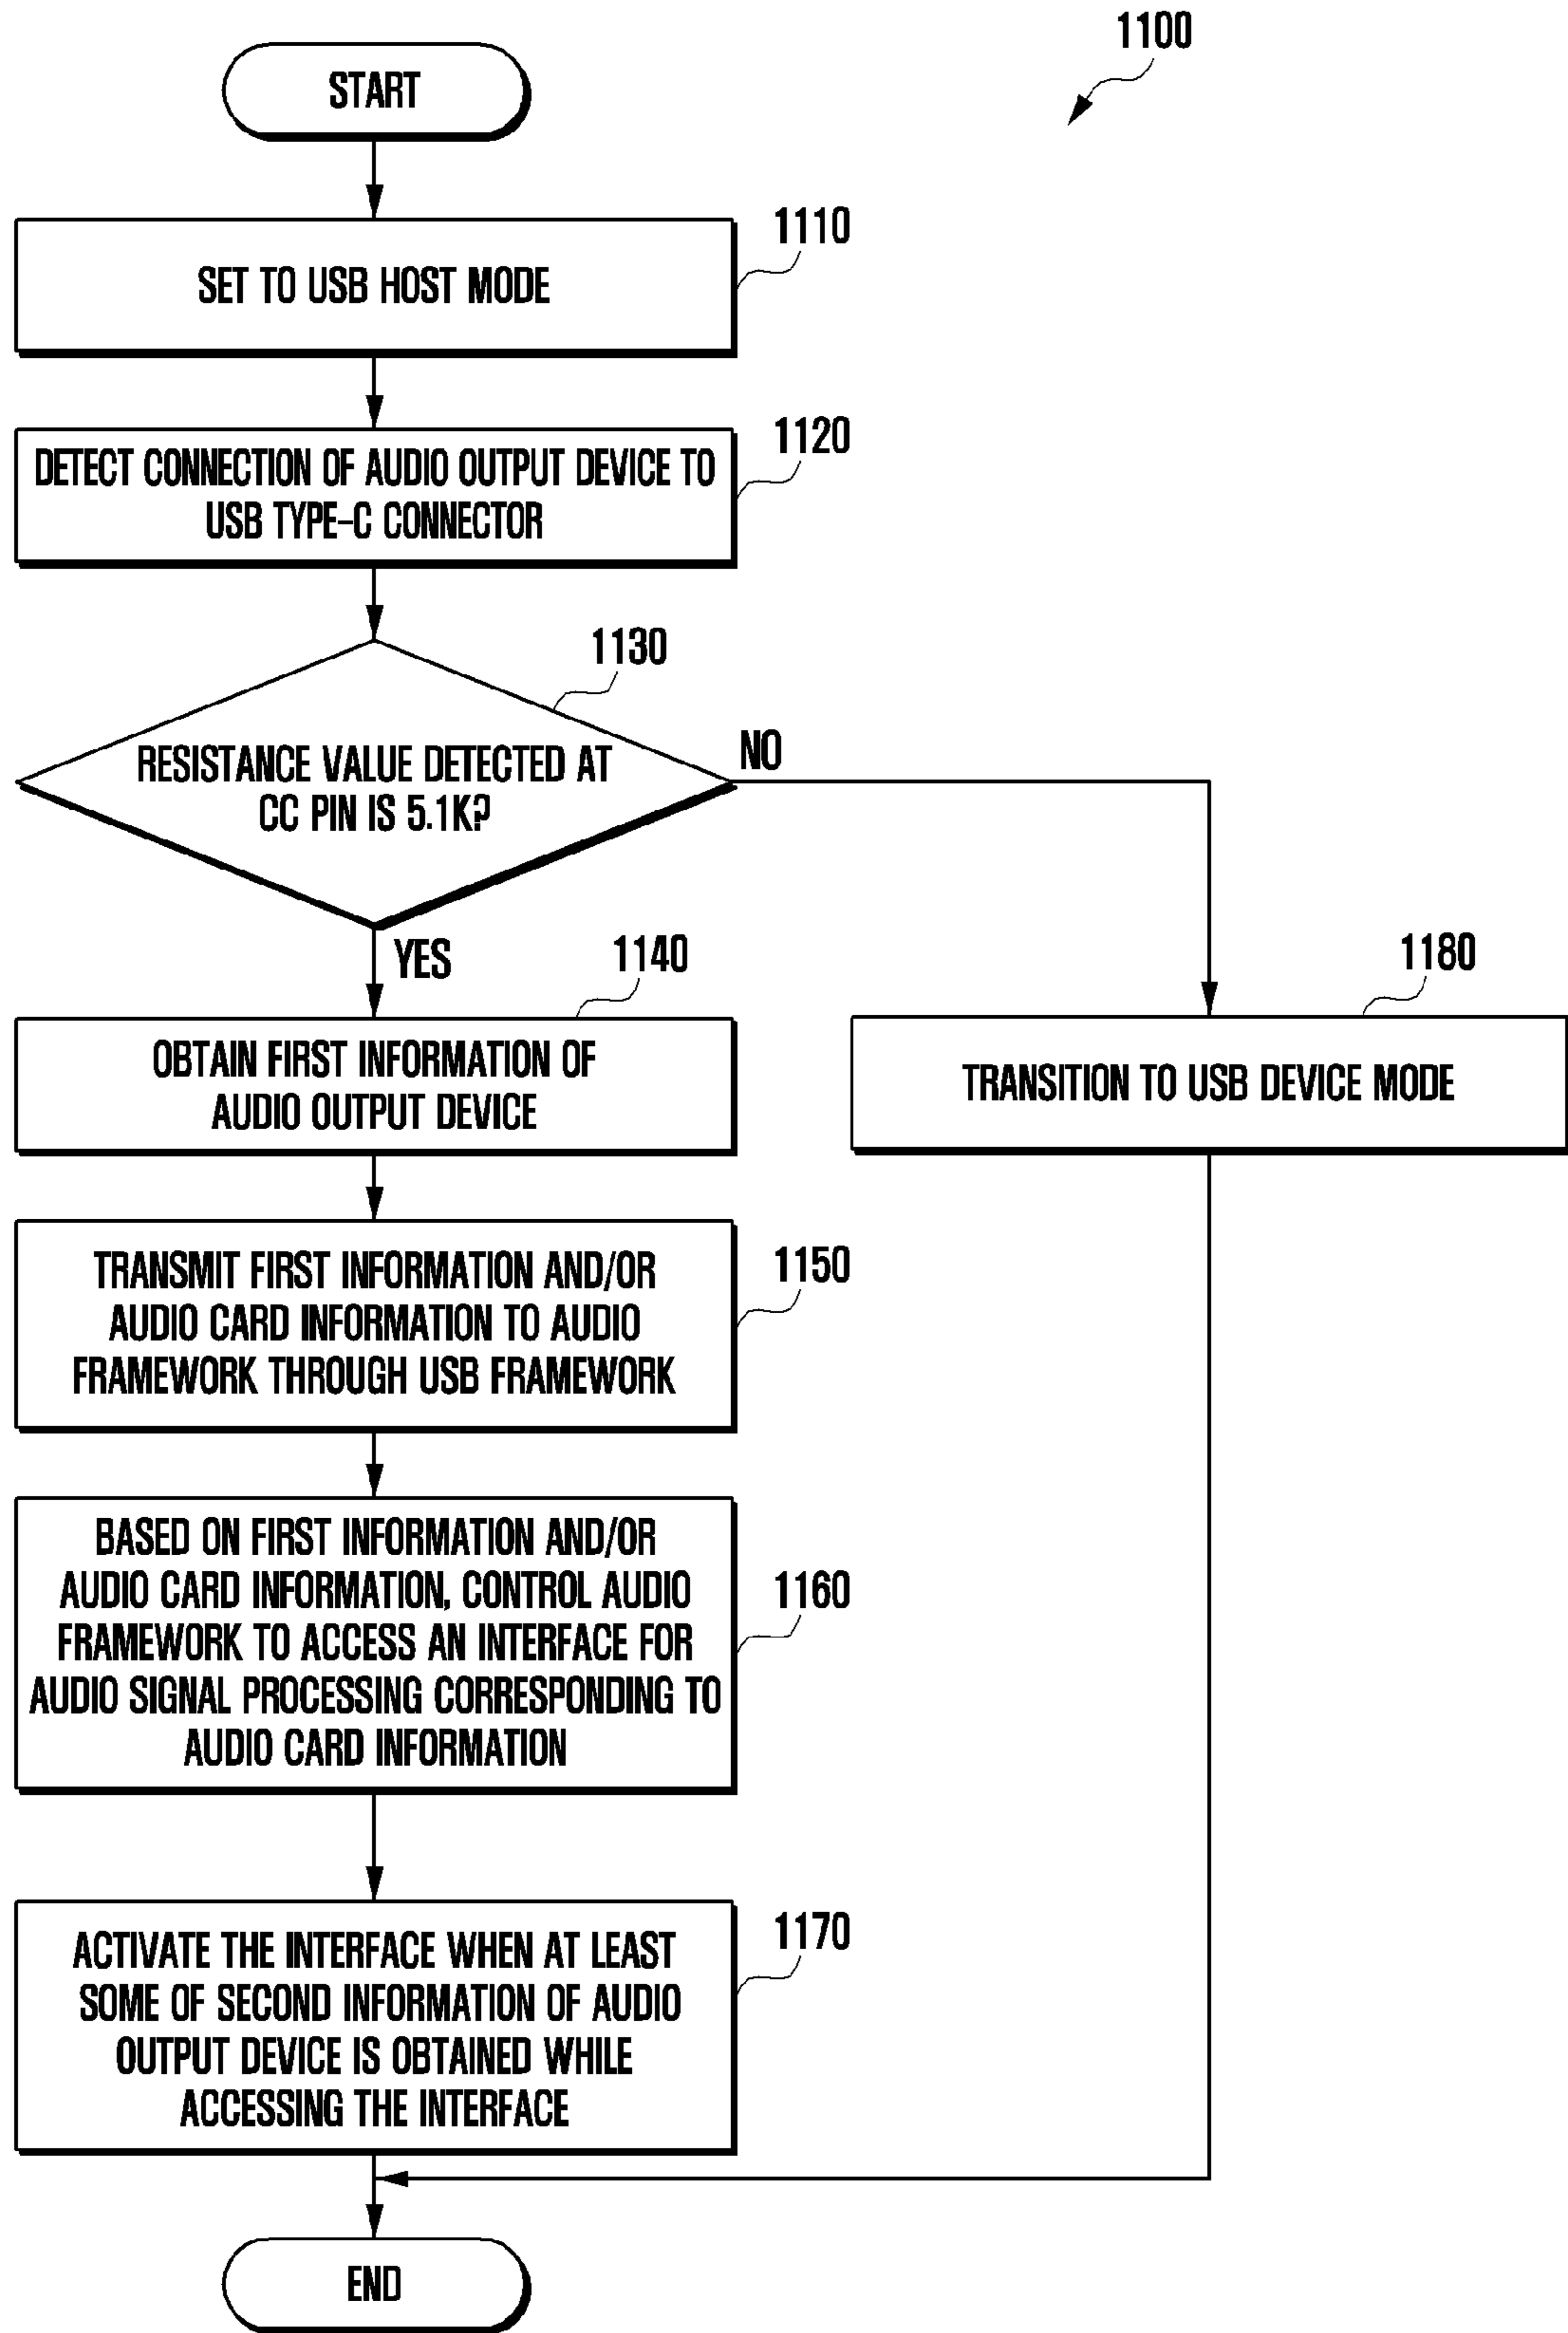 1100
START
1110
SET TO USB HOST MODE
1120
DETECT CONNECTION OF AUDIO OUTPUT DEVICE TO
USB TYPE-C CONNECTOR
1130
RESISTANCE VALUE DETECTED AT
CC PIN IS 5.1K?
NO
YES
1140
OBTAIN FIRST INFORMATION OF
AUDIO OUTPUT DEVICE
1180
TRANSITION TO USB DEVICE MODE
1150
TRANSMIT FIRST INFORMATION AND/OR
AUDIO CARD INFORMATION TO AUDIO
FRAMEWORK THROUGH USB FRAMEWORK
1160
BASED ON FIRST INFORMATION AND/OR
AUDIO CARD INFORMATION, CONTROL AUDIO
FRAMEWORK TO ACCESS AN INTERFACE FOR
AUDIO SIGNAL PROCESSING CORRESPONDING TO
AUDIO CARD INFORMATION
1170
ACTIVATE THE INTERFACE WHEN AT LEAST
SOME OF SECOND INFORMATION OF AUDIO
OUTPUT DEVICE IS OBTAINED WHILE
ACCESSING THE INTERFACE
END